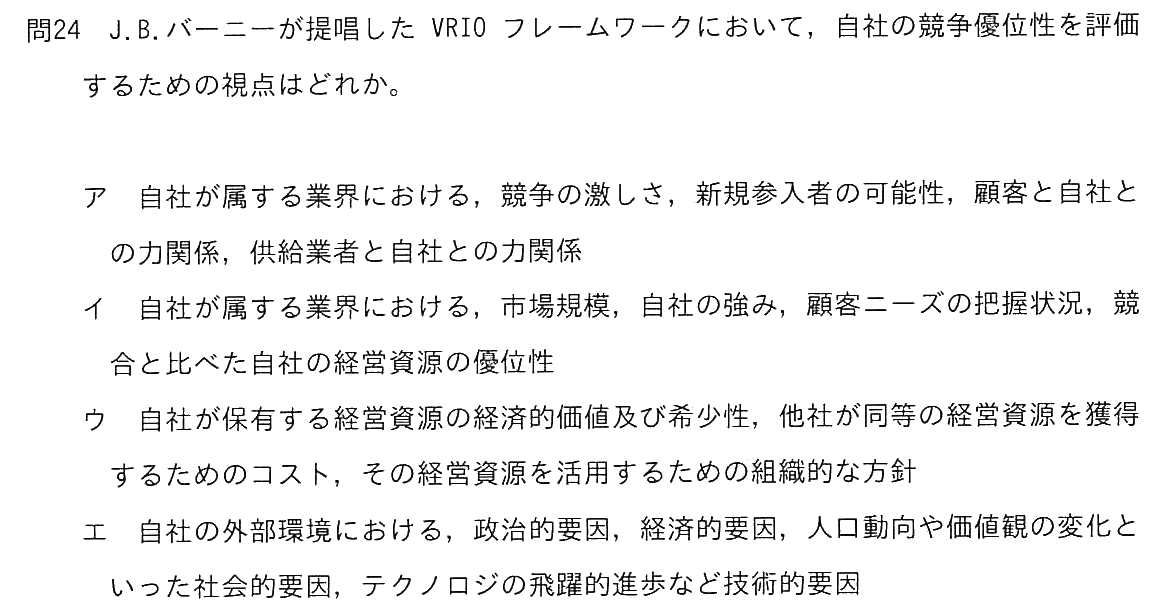 問24 J.B.バーニーが提唱した VRIO フレームワークにおいて，自社の競争優位性を評価
するための視点はどれか。
ア 自社が属する業界における，競争の激しさ，新規参入者の可能性，顧客と自社と
の力関係，供給業者と自社との力関係
イ 自社が属する業界における，市場規模，自社の強み，顧客ニーズの把握状況，競
合と比べた自社の経営資源の優位性
ウ 自社が保有する経営資源の経済的価値及び希少性，他社が同等の経営資源を獲得
するためのコスト，その経営資源を活用するための組織的な方針
エ 自社の外部環境における，政治的要因，経済的要因，人口動向や価値観の変化と
いった社会的要因，テクノロジの飛躍的進歩など技術的要因